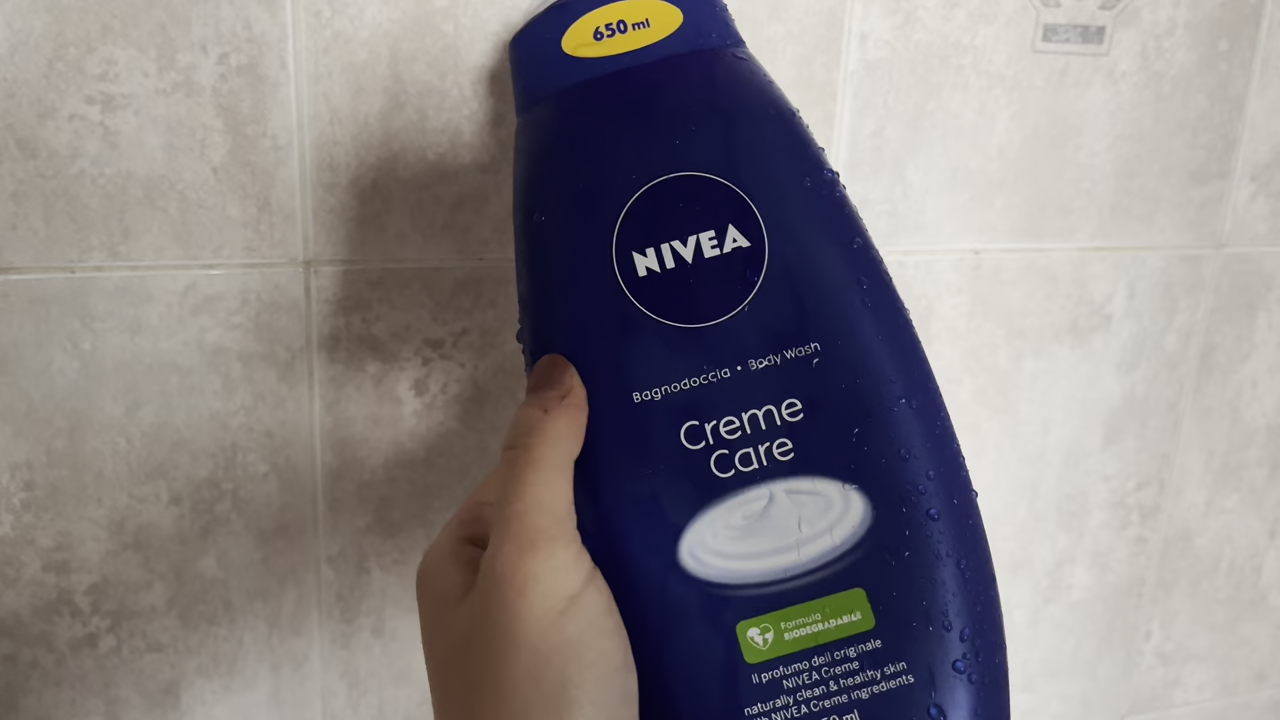 650 ml
NIVEA
Bagnodoccia • Body Wash
Creme
Care
Formula
BIODEGRADABILE
Il profumo dell originale
NIVEA Creme
naturally clean & healthy skin
NIVEA Creme ingredients
ml